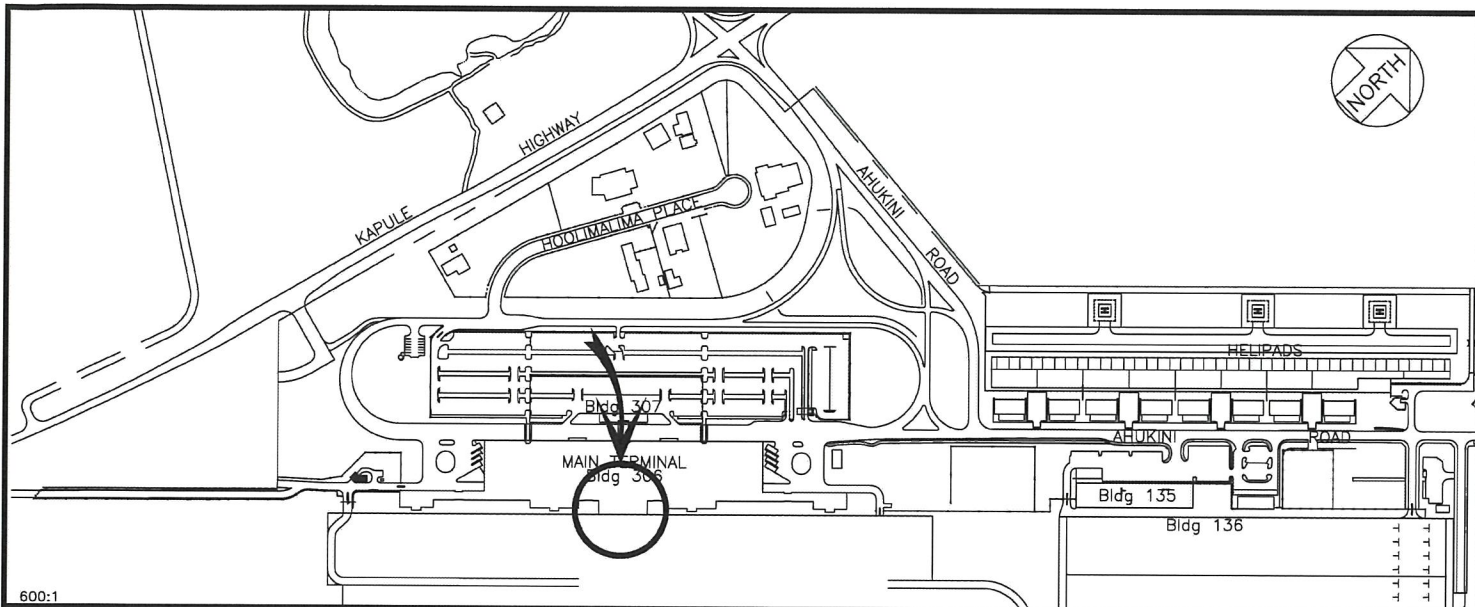 NORTH
KAPULE HIGHWAY
HOOLIMALIMA PLACE
AHUKINI ROAD
HELIPADS
Bldg 307
AHUKINI ROAD
MAIN TERMINAL
Bldg 306
Bldg 135
Bldg 136
600:1